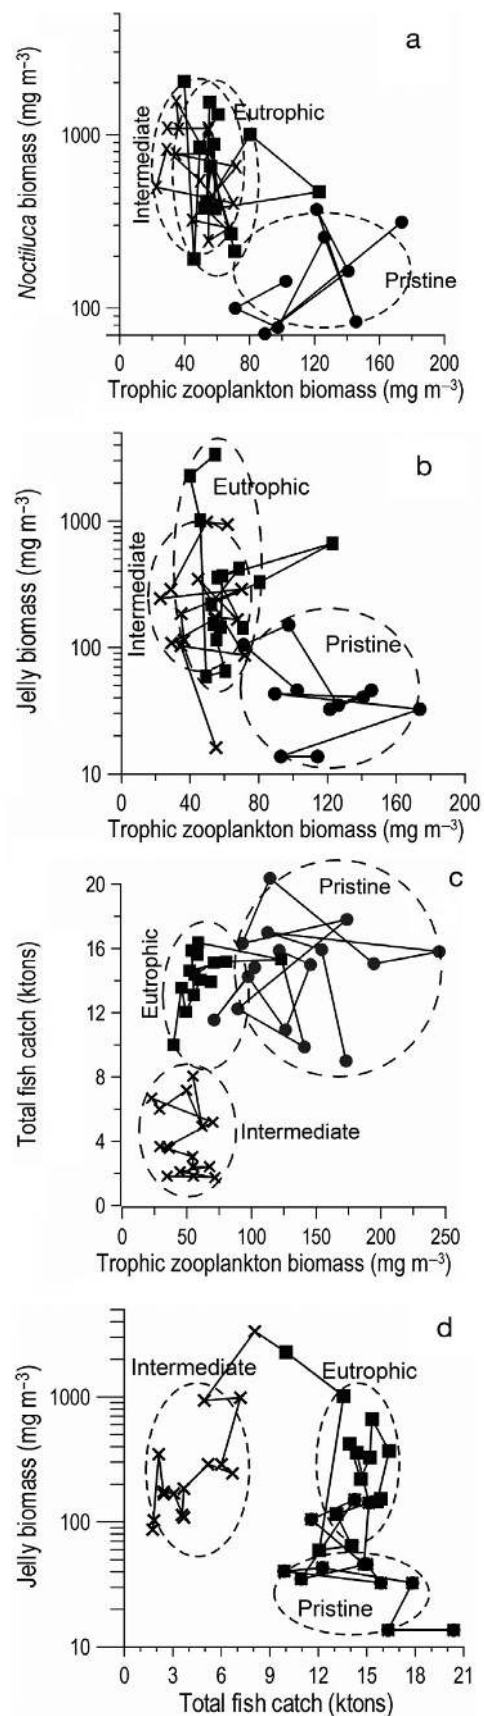 a
1000
100
Noctiluca biomass (mg m⁻³)
Intermediate
Eutrophic
Pristine
0 40 80 120 160 200
Trophic zooplankton biomass (mg m⁻³)
b
1000
100
10
Jelly biomass (mg m⁻³)
Eutrophic
Intermediate
Pristine
0 40 80 120 160 200
Trophic zooplankton biomass (mg m⁻³)
c
20
16
12
8
4
0
Total fish catch (ktons)
Pristine
Eutrophic
Intermediate
0 50 100 150 200 250
Trophic zooplankton biomass (mg m⁻³)
d
1000
100
10
Jelly biomass (mg m⁻³)
Intermediate
Eutrophic
Pristine
0 3 6 9 12 15 18 21
Total fish catch (ktons)